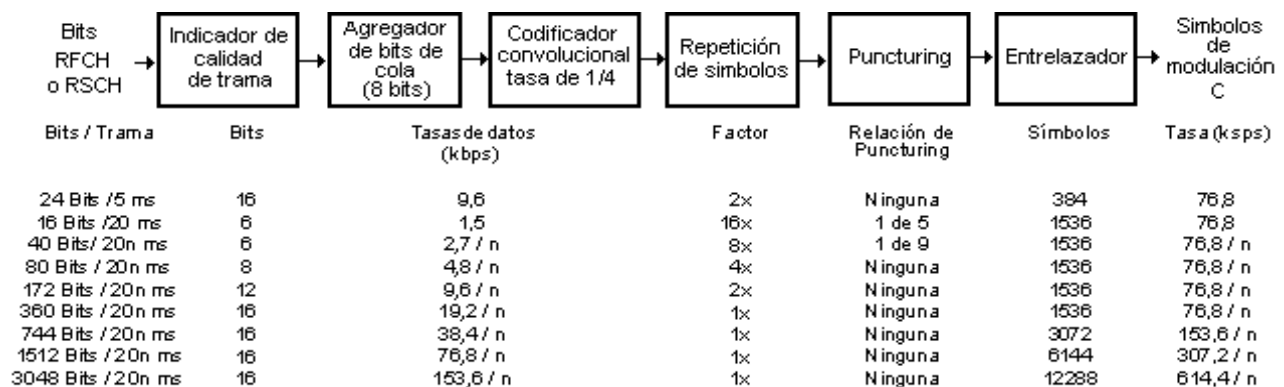 Bits
RFCH
o RSCH
Indicador de
calidad
de trama
Agregador
de bits de
cola
(8 bits)
Codificador
convolucional
tasa de 1/4
Repetición
de simbolos
Puncturing
Entrelazador
Simbolos
de
modulación
C
Bits / Trama Bits Tasas de datos (kbps) Factor Relación de Puncturing Símbolos Tasa (ksps)
24 Bits /5 ms 16 9,6 2x Ninguna 384 76,8
16 Bits /20 ms 6 1,5 16x 1 de 5 1536 76,8
40 Bits/ 20n ms 6 2,7 / n 8x 1 de 9 1536 76,8 / n
80 Bits / 20n ms 8 4,8 / n 4x Ninguna 1536 76,8 / n
172 Bits / 20n ms 12 9,6 / n 2x Ninguna 1536 76,8 / n
360 Bits / 20n ms 16 19,2 / n 1x Ninguna 1536 76,8 / n
744 Bits / 20n ms 16 38,4 / n 1x Ninguna 3072 153,6 / n
1512 Bits / 20n ms 16 76,8 / n 1x Ninguna 6144 307,2 / n
3048 Bits / 20n ms 16 153,6 / n 1x Ninguna 12288 614,4 / n